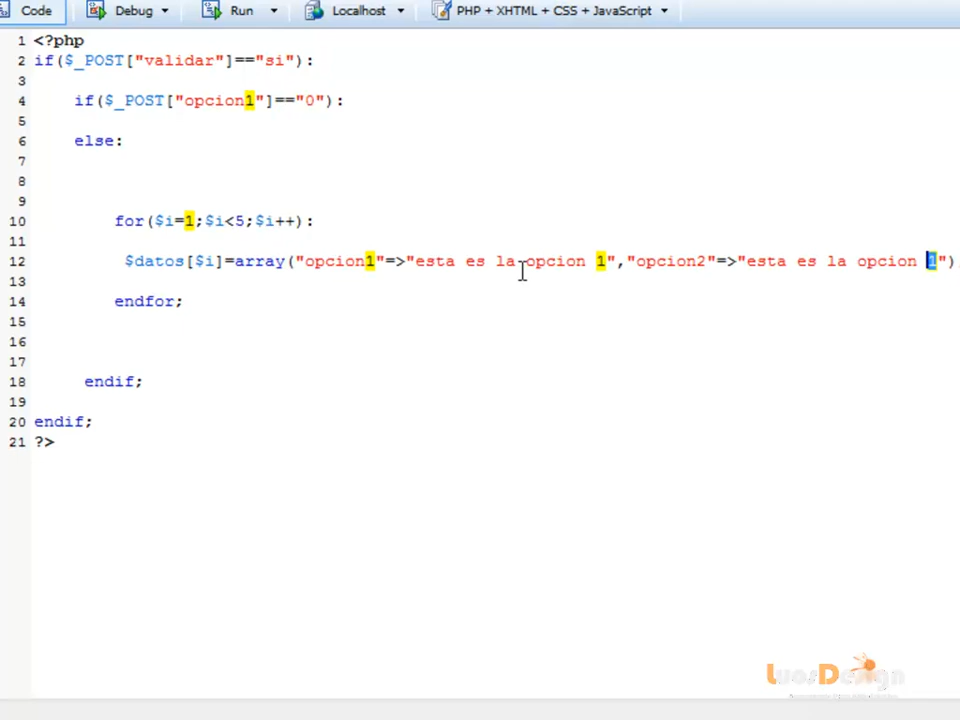 Code Debug Run Localhost PHP + XHTML + CSS + JavaScript
1 <?php
2 if($_POST["validar"]=="si"):
3
4 if($_POST["opcion1"]=="0"):
5
6 else:
7
8
9
10 for($i=1;$i<5;$i++):
11
12 $datos[$i]=array("opcion1"=>"esta es la opcion 1","opcion2"=>"esta es la opcion 1")
13
14 endfor;
15
16
17
18 endif;
19
20 endif;
21 ?>
LuosDesign